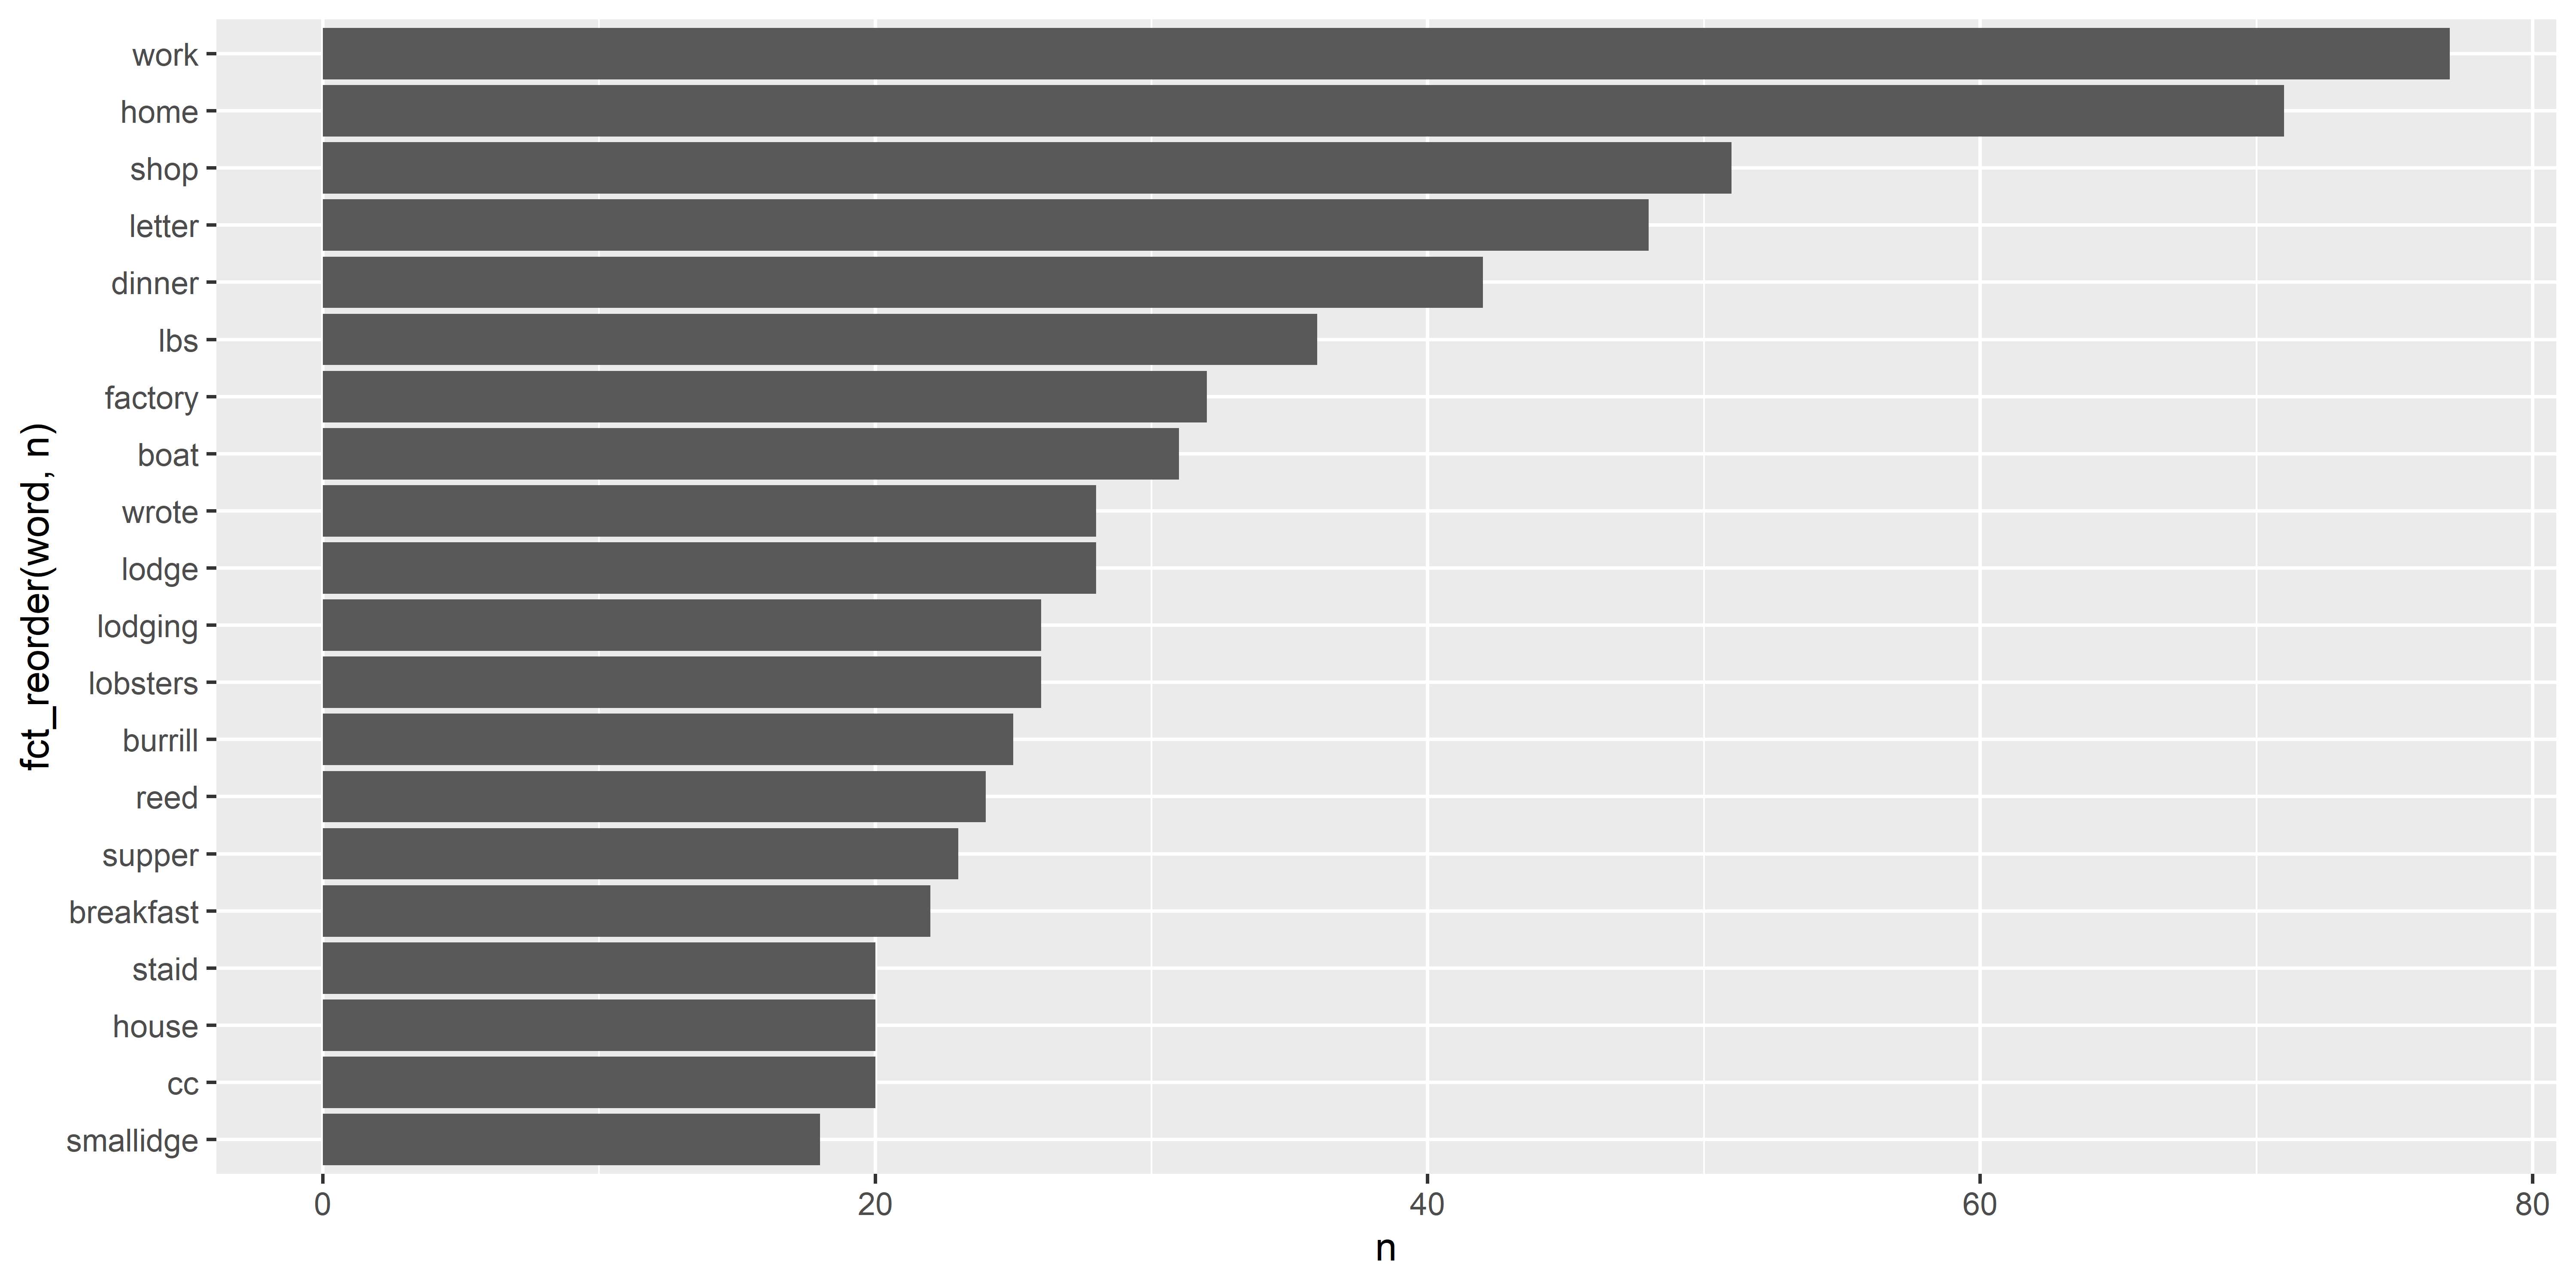 work
home
shop
letter
dinner
lbs
factory
boat
wrote
lodge
lodging
lobsters
burrill
reed
supper
breakfast
staid
house
cc
smallidge
fct_reorder(word, n)
0 20 40 60 80
n